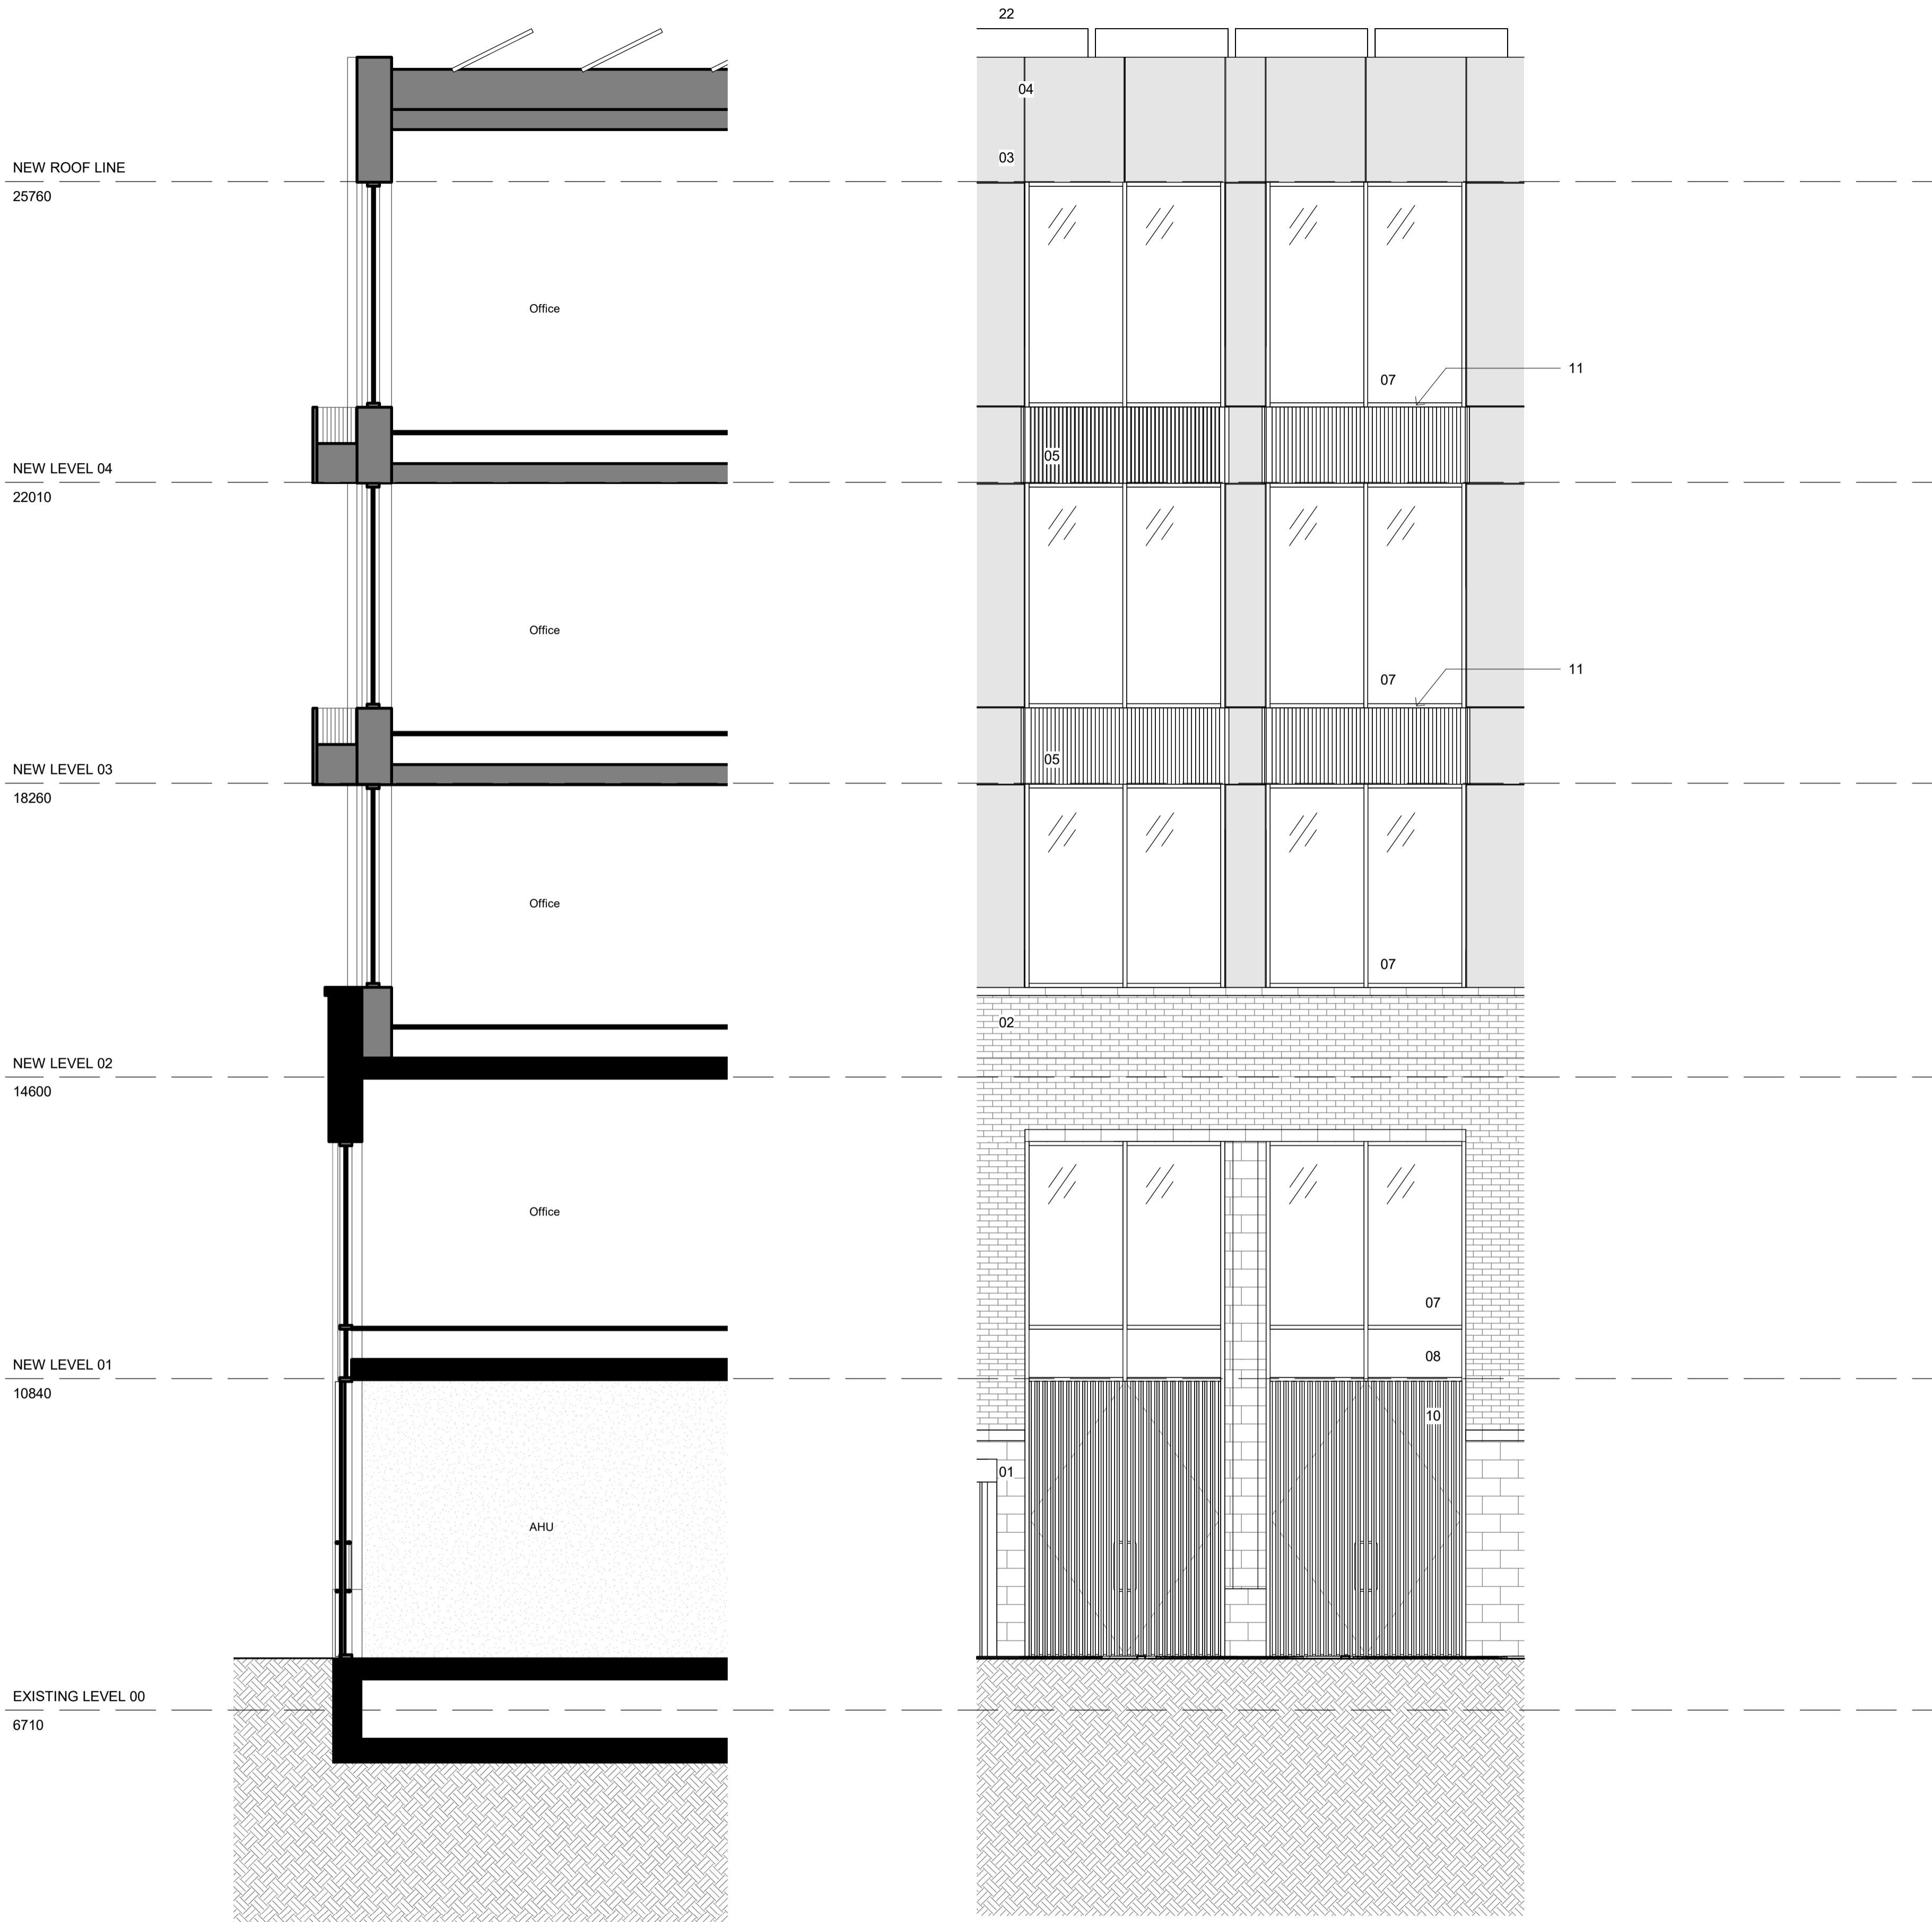 22
04
03
NEW ROOF LINE
25760
Office
11
07
05
NEW LEVEL 04
22010
Office
11
07
05
NEW LEVEL 03
18260
Office
07
02
NEW LEVEL 02
14600
Office
07
08
NEW LEVEL 01
10840
10
01
AHU
EXISTING LEVEL 00
6710